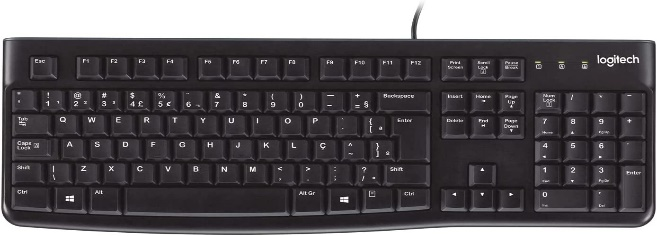 logitech
Esc F1 F2 F3 F4 F5 F6 F7 F8 F9 F10 F11 F12 Print Screen Scroll Lock Pause Break
! 1 @ 2 # 3 $ 4 % 5 6 & 7 * 8 ( 9 ) 0 - + = § Backspace Insert Home Page Up Num Lock / * -
Tab Q W E R T Y U I O P { [ ª Enter Delete End Page Down 7 Home 8 9 PgUp +
Caps Lock A S D F G H J K L Ç ^ ~ } ] º 4 5 6
Shift | \ Z X C V B N M < , > . : ; ? / Shift 1 End 2 3 PgDn Enter
Ctrl Alt Alt Gr Ctrl 0 Ins